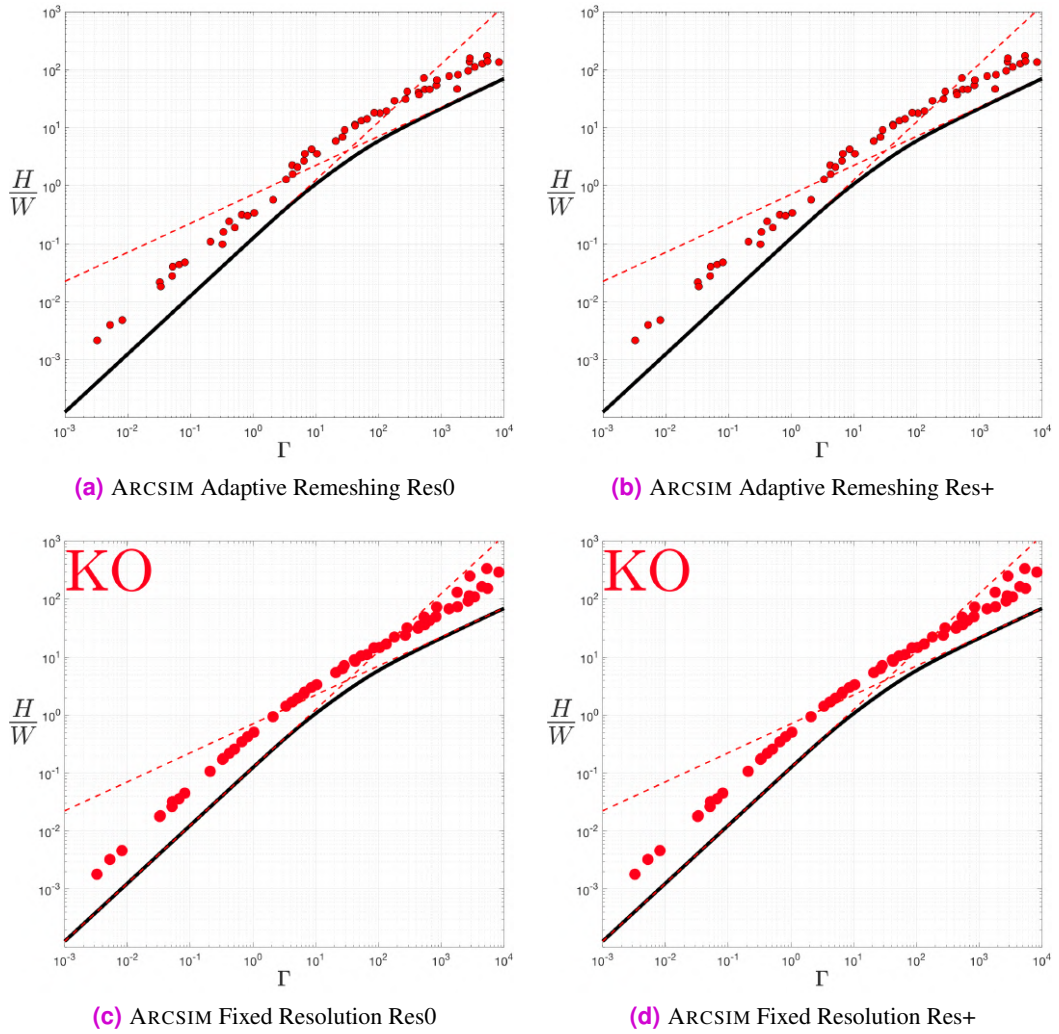 10³
10²
10¹
10⁰
10⁻¹
10⁻²
10⁻³
H
W
10⁻³ 10⁻² 10⁻¹ 10⁰ 10¹ 10² 10³ 10⁴
Γ
(a) ARCSIM Adaptive Remeshing Res0
10³
10²
10¹
10⁰
10⁻¹
10⁻²
10⁻³
H
W
10⁻³ 10⁻² 10⁻¹ 10⁰ 10¹ 10² 10³ 10⁴
Γ
(b) ARCSIM Adaptive Remeshing Res+
KO
10³
10²
10¹
10⁰
10⁻¹
10⁻²
10⁻³
H
W
10⁻³ 10⁻² 10⁻¹ 10⁰ 10¹ 10² 10³ 10⁴
Γ
(c) ARCSIM Fixed Resolution Res0
KO
10³
10²
10¹
10⁰
10⁻¹
10⁻²
10⁻³
H
W
10⁻³ 10⁻² 10⁻¹ 10⁰ 10¹ 10² 10³ 10⁴
Γ
(d) ARCSIM Fixed Resolution Res+